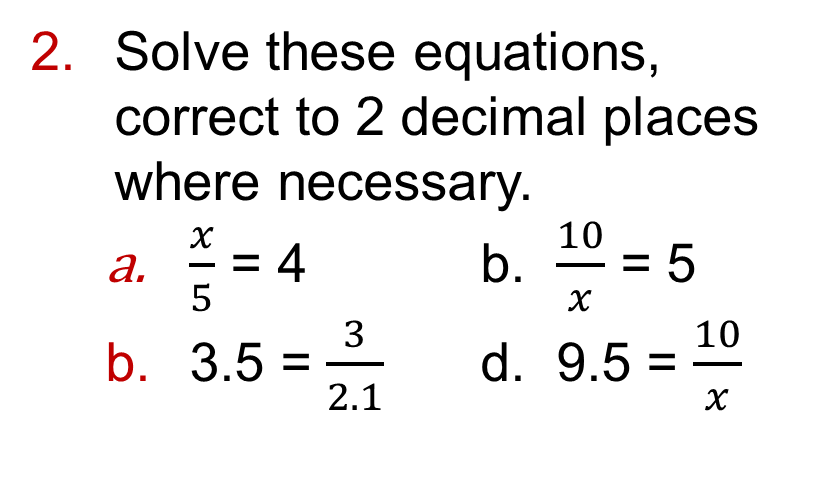 2. Solve these equations,
correct to 2 decimal places
where necessary.
a. x/5 = 4 b. 10/x = 5
b. 3.5 = 3/2.1 d. 9.5 = 10/x